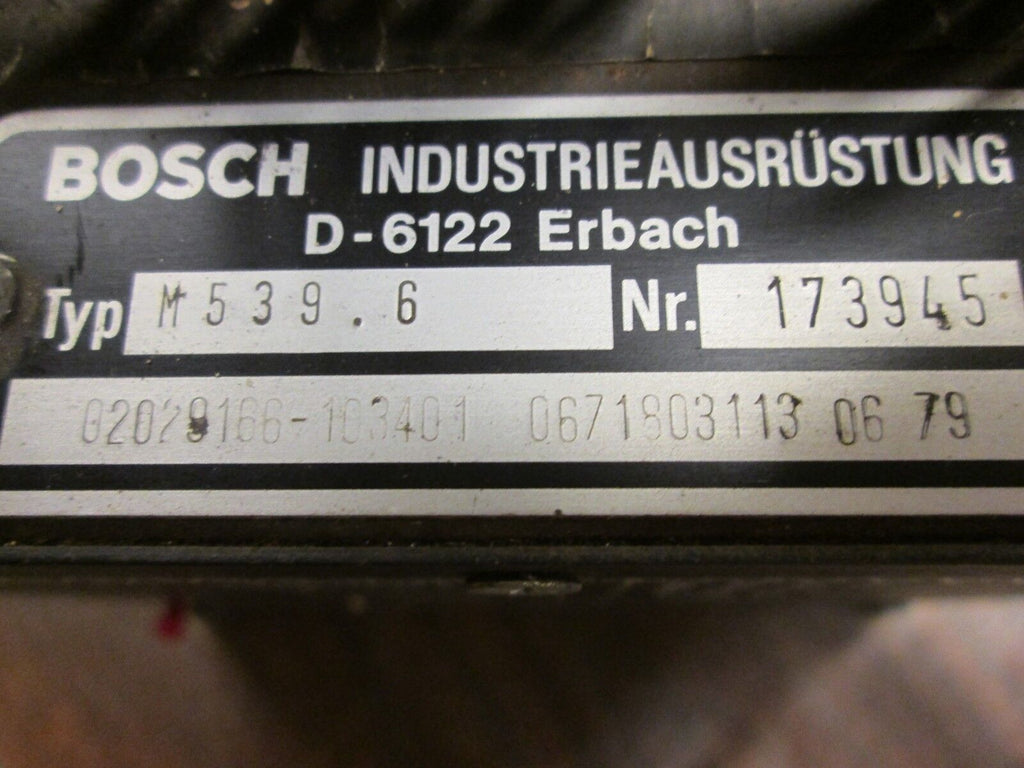 BOSCH INDUSTRIEAUSRÜSTUNG
D-6122 Erbach
Typ M539.6 Nr. 173945
02029166-103401 0671803113 06 79